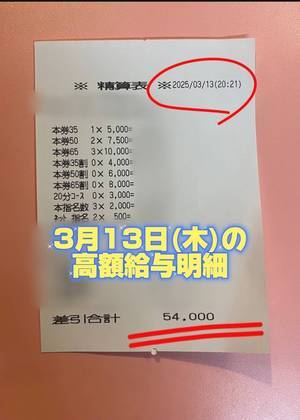 ※ 精算表 ※2025/03/13(20:21)
本券35 1× 5,000=
本券50 2× 7,500=
本券65 3×10,000=
本券35割 0× 4,000=
本券50割 0× 6,000=
本券65割 0× 8,000=
20分コース 0× 3,000=
本指名数 3× 2,000=
ネット 指名 2× 500=
3月13日(木)の
高額給与明細
差引合計 54,000